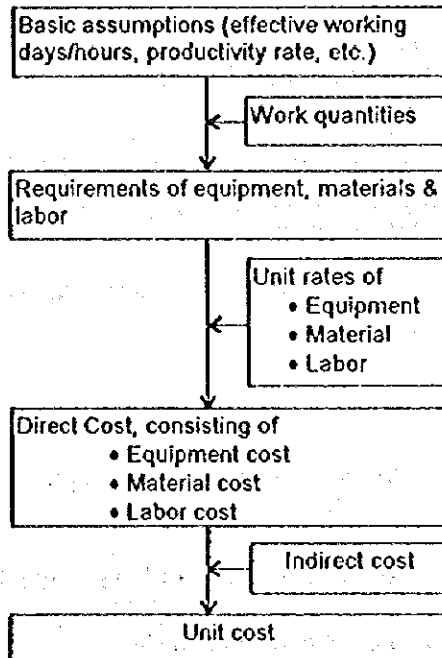 Basic assumptions (effective working
days/hours, productivity rate, etc.)
Work quantities
Requirements of equipment, materials &
labor
Unit rates of
• Equipment
• Material
• Labor
Direct Cost, consisting of
• Equipment cost
• Material cost
• Labor cost
Indirect cost
Unit cost